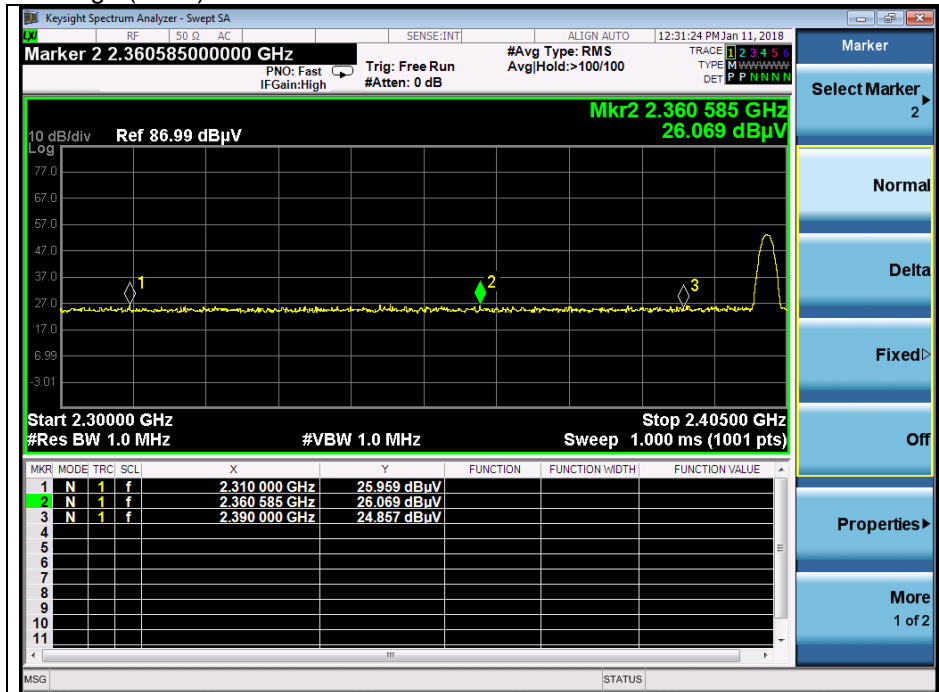 Keysight Spectrum Analyzer - Swept SA
LXI RF 50 Ω AC SENSE:INT ALIGN AUTO 12:31:24 PM Jan 11, 2018
Marker 2 2.360585000000 GHz #Avg Type: RMS TRACE 1 2 3 4 5 6
PNO: Fast Trig: Free Run Avg|Hold:>100/100 TYPE M W W W W W
IFGain:High #Atten: 0 dB DET P P N N N N
Mkr2 2.360 585 GHz
26.069 dBµV
10 dB/div Ref 86.99 dBµV
Log
77.0
67.0
57.0
47.0
37.0
27.0
17.0
6.99
-3.01
1
2
3
Start 2.30000 GHz Stop 2.40500 GHz
#Res BW 1.0 MHz #VBW 1.0 MHz Sweep 1.000 ms (1001 pts)
MKR MODE TRC SCL X Y FUNCTION FUNCTION WIDTH FUNCTION VALUE
1 N 1 f 2.310 000 GHz 25.959 dBµV
2 N 1 f 2.360 585 GHz 26.069 dBµV
3 N 1 f 2.390 000 GHz 24.857 dBµV
4
5
6
7
8
9
10
11
MSG STATUS
Marker
Select Marker
2
Normal
Delta
Fixed
Off
Properties
More
1 of 2